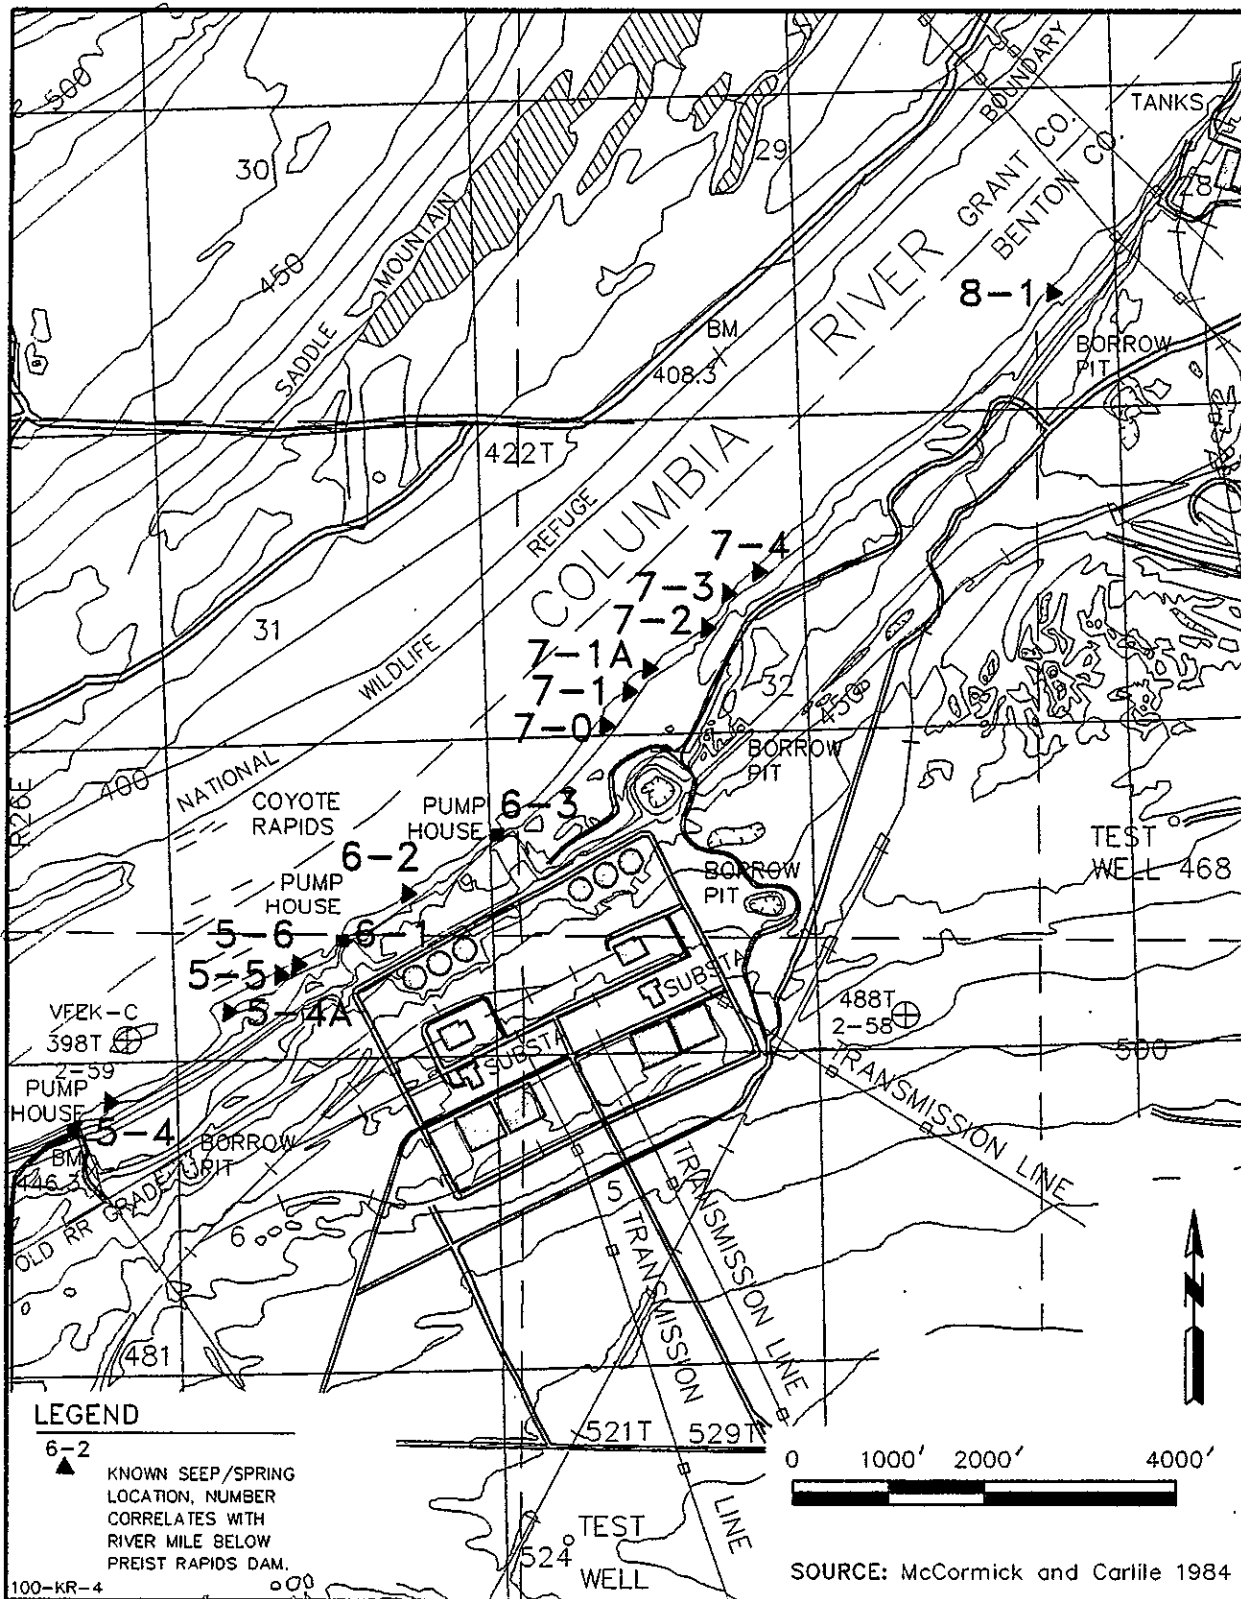 500
30
29
BOUNDARY
TANKS
GRANT CO.
BENTON CO.
28
RIVER
450
SADDLE MOUNTAIN
8-1
BM
408.3
BORROW
PIT
422T
COLUMBIA
REFUGE
7-4
7-3
7-2
7-1A
7-1
7-0
31
WILDLIFE
32
450
NATIONAL
400
R26E
BORROW
PIT
COYOTE
RAPIDS
PUMP
HOUSE
6-3
6-2
TEST
WELL 468
BORROW
PIT
PUMP
HOUSE
5-6
6-1
5-5
5-4A
SUBSTA
SUBSTA
398T
2-59
488T
2-58
500
TRANSMISSION LINE
PUMP
HOUSE
5-4
BM
446.3
BORROW
PIT
OLD RR GRADE
6
5
TRANSMISSION LINE
TRANSMISSION LINE
481
521T
529T
524
TEST
WELL
N
LEGEND
6-2
KNOWN SEEP/SPRING
LOCATION, NUMBER
CORRELATES WITH
RIVER MILE BELOW
PREIST RAPIDS DAM.
100-KR-4
0 1000' 2000' 4000'
SOURCE: McCormick and Carlile 1984